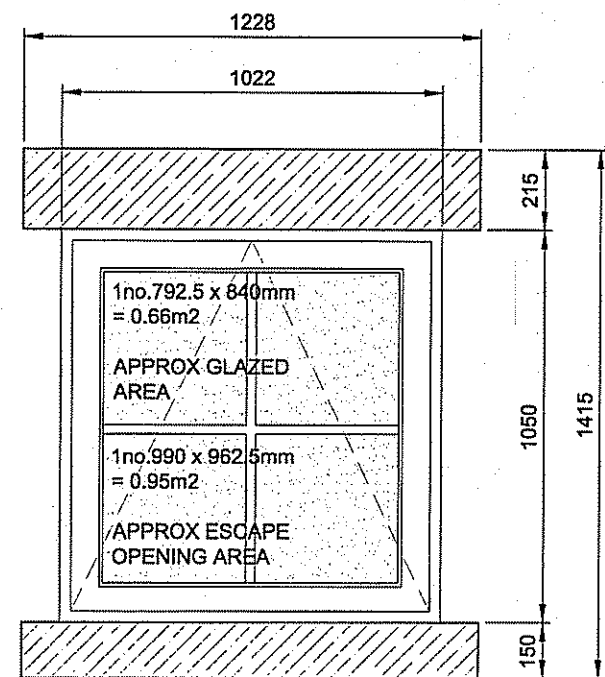 1228
1022
215
1no.792.5 x 840mm
= 0.66m2
APPROX GLAZED
AREA
1050
1415
1no.990 x 962.5mm
= 0.95m2
APPROX ESCAPE
OPENING AREA
150